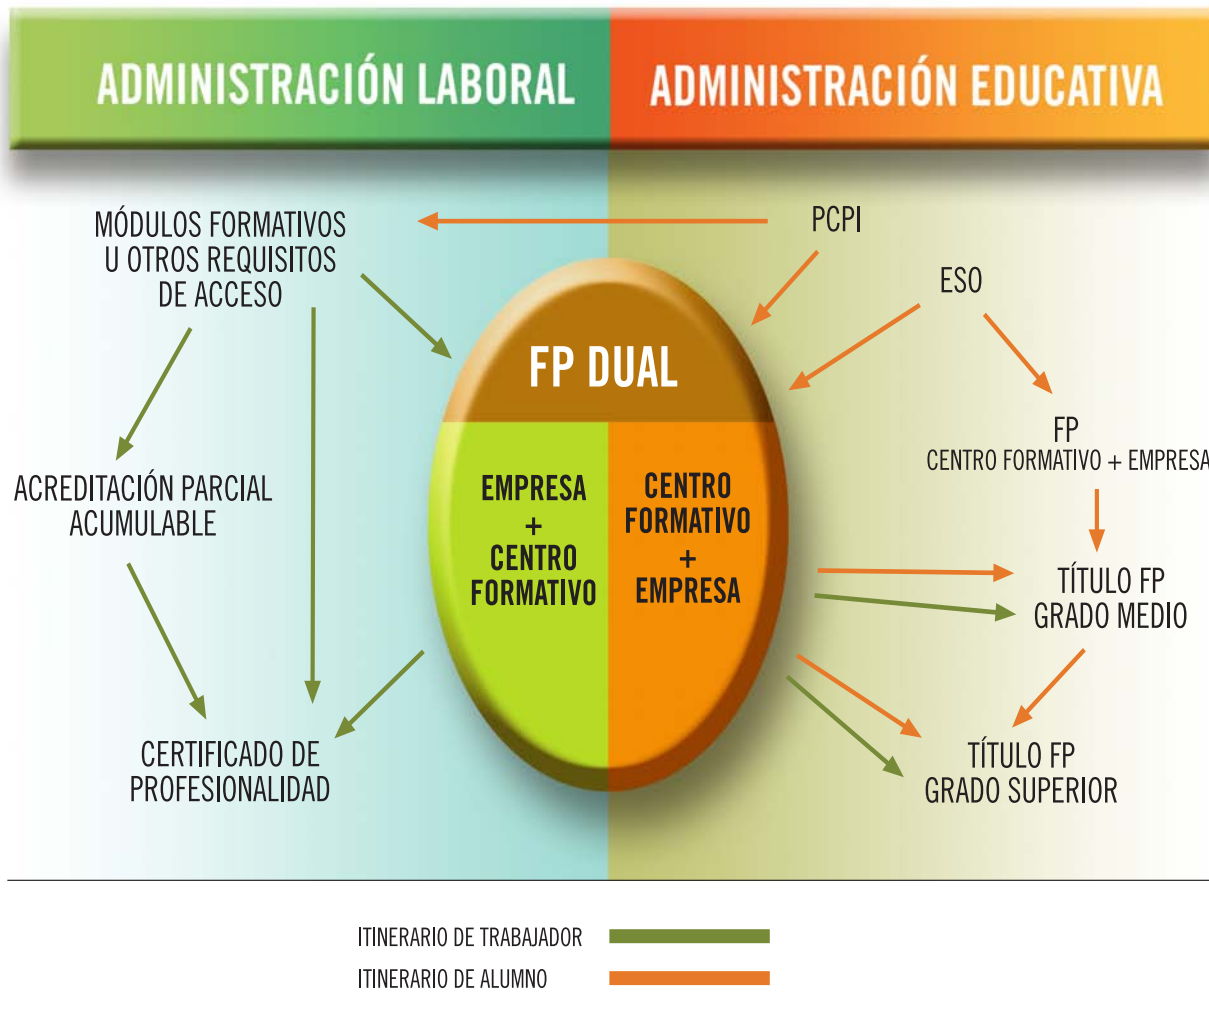 ADMINISTRACIÓN LABORAL
ADMINISTRACIÓN EDUCATIVA
MÓDULOS FORMATIVOS
U OTROS REQUISITOS
DE ACCESO
PCPI
ESO
FP DUAL
FP
CENTRO FORMATIVO + EMPRESA
ACREDITACIÓN PARCIAL
ACUMULABLE
EMPRESA
+
CENTRO
FORMATIVO
CENTRO
FORMATIVO
+
EMPRESA
TÍTULO FP
GRADO MEDIO
CERTIFICADO DE
PROFESIONALIDAD
TÍTULO FP
GRADO SUPERIOR
ITINERARIO DE TRABAJADOR
ITINERARIO DE ALUMNO